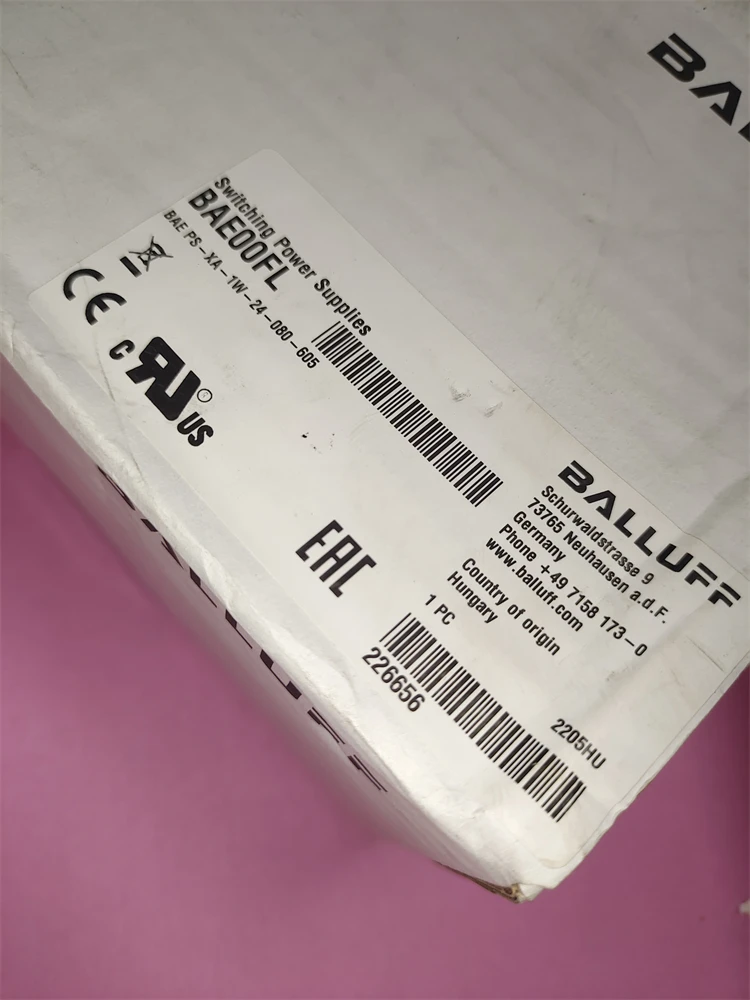 BAL
Switching Power Supplies
BAE00FL
BAE PS-XA-1W-24-080-605
CE
c RU ® US
EAC
BALLUFF
Schurwaldstrasse 9
73765 Neuhausen a.d.F.
Germany
Phone +49 7158 173-0
www.balluff.com
Country of origin
Hungary
1 PC
226656
2205HU
BALLUFF